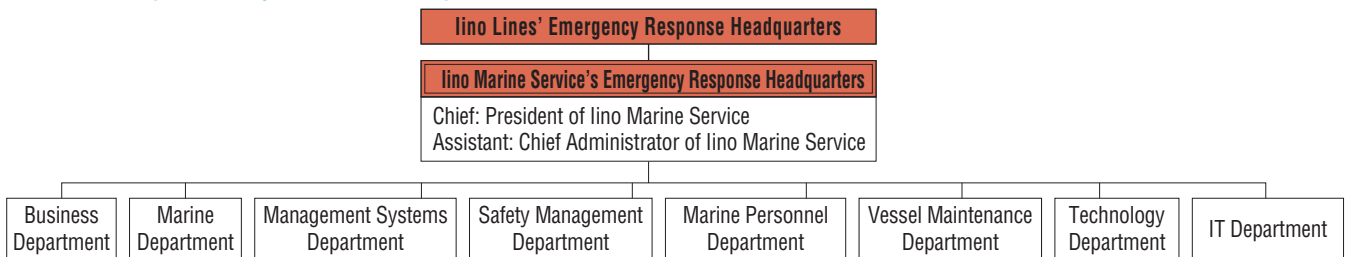 Iino Lines' Emergency Response Headquarters
Iino Marine Service's Emergency Response Headquarters
Chief: President of Iino Marine Service
Assistant: Chief Administrator of Iino Marine Service
Business
Department
Marine
Department
Management Systems
Department
Safety Management
Department
Marine Personnel
Department
Vessel Maintenance
Department
Technology
Department
IT Department